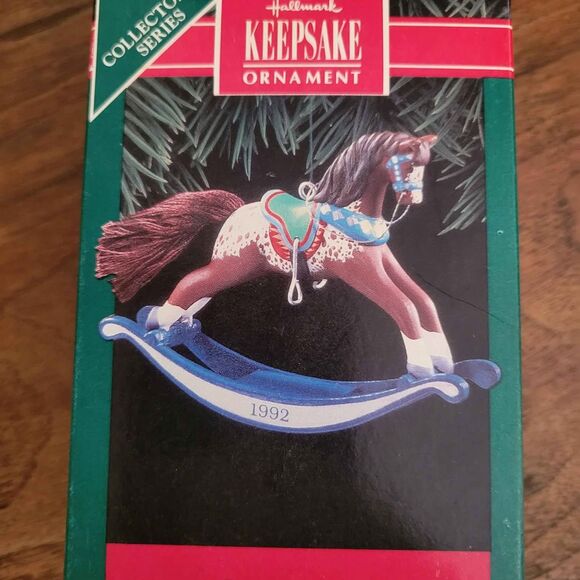 COLLECTOR'S
SERIES
Hallmark
KEEPSAKE
ORNAMENT
1992